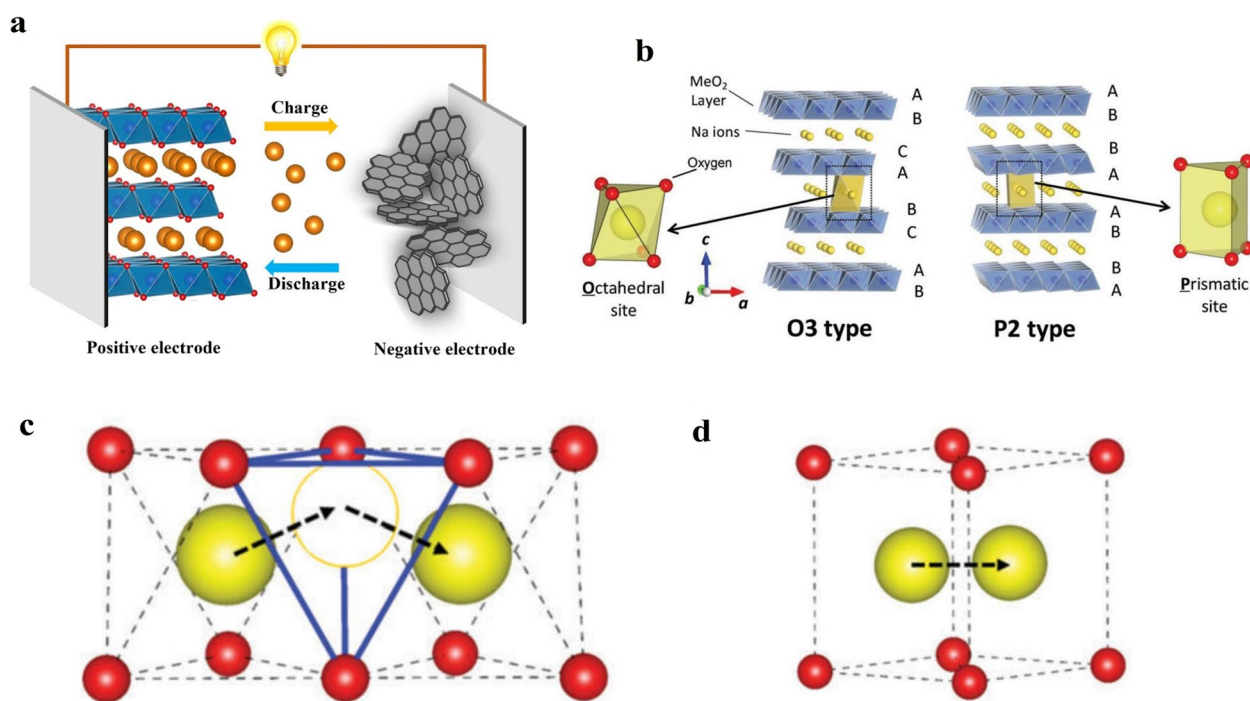 a
Charge
Discharge
Positive electrode
Negative electrode
b
MeO2
Layer
Na ions
Oxygen
Octahedral
site
c
b
a
A
B
C
A
B
C
A
B
O3 type
A
B
B
A
A
B
B
A
P2 type
Prismatic
site
c
d